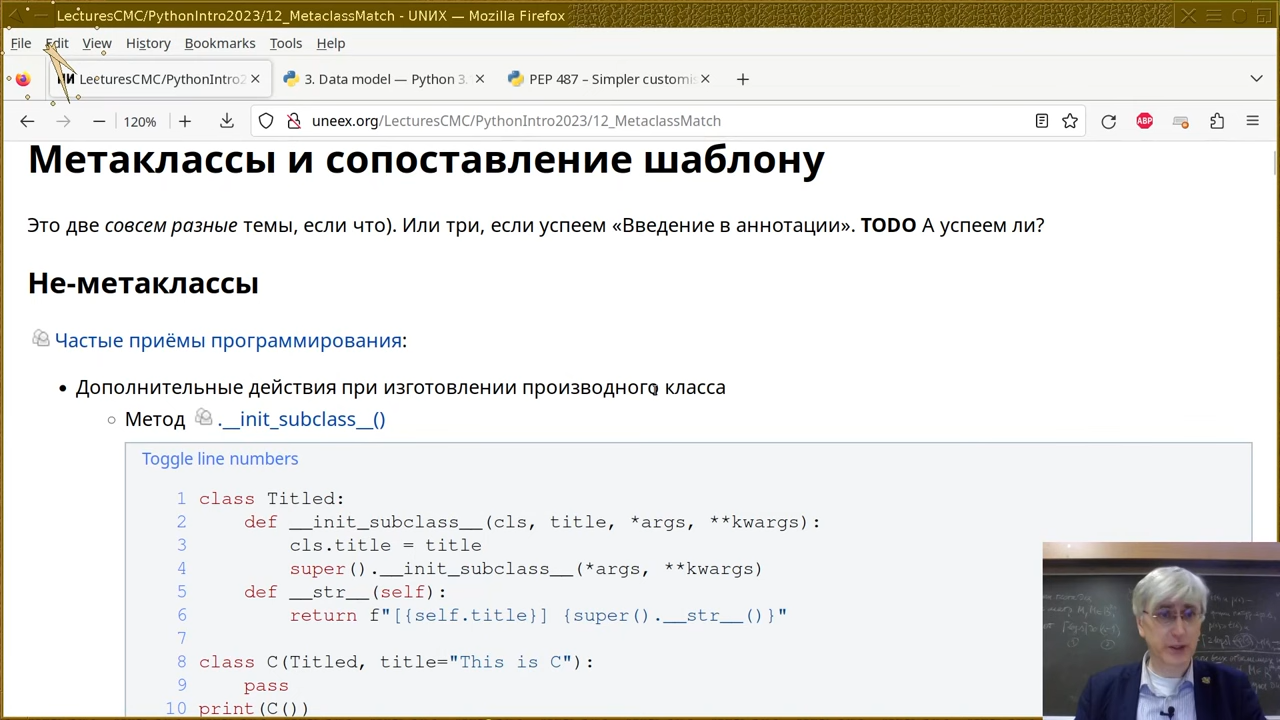 LecturesCMC/PythonIntro2023/12_MetaclassMatch - UNИX — Mozilla Firefox
File Edit View History Bookmarks Tools Help
LecturesCMC/PythonIntro2 3. Data model — Python 3. PEP 487 – Simpler customis
120% uneex.org/LecturesCMC/PythonIntro2023/12_MetaclassMatch ABP
Метаклассы и сопоставление шаблону
Это две совсем разные темы, если что). Или три, если успеем «Введение в аннотации». TODO А успеем ли?
Не-метаклассы
Частые приёмы программирования:
• Дополнительные действия при изготовлении производного класса
◦ Метод .__init_subclass__()
Toggle line numbers
1 class Titled:
2     def __init_subclass__(cls, title, *args, **kwargs):
3         cls.title = title
4         super().__init_subclass__(*args, **kwargs)
5     def __str__(self):
6         return f"[{self.title}] {super().__str__()}"
7
8 class C(Titled, title="This is C"):
9     pass
10 print(C())